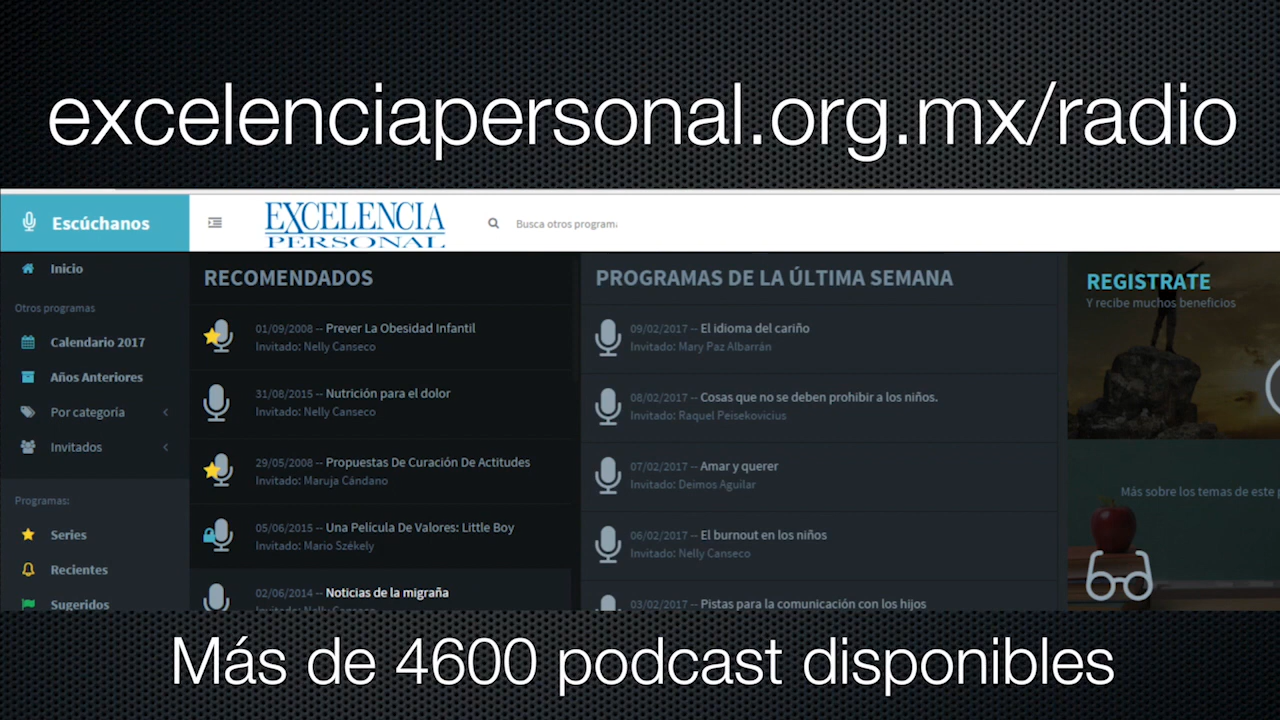 excelenciapersonal.org.mx/radio
Escúchanos
EXCELENCIA
PERSONAL
Busca otros programa
Inicio
Otros programas
Calendario 2017
Años Anteriores
Por categoría
Invitados
Programas:
Series
Recientes
Sugeridos
RECOMENDADOS
01/09/2008 -- Prever La Obesidad Infantil
Invitado: Nelly Canseco
31/08/2015 -- Nutrición para el dolor
Invitado: Nelly Canseco
29/05/2008 -- Propuestas De Curación De Actitudes
Invitado: Maruja Cándano
05/06/2015 -- Una Película De Valores: Little Boy
Invitado: Mario Székely
02/06/2014 -- Noticias de la migraña
Invitado: Nelly Canseco
PROGRAMAS DE LA ÚLTIMA SEMANA
09/02/2017 -- El idioma del cariño
Invitado: Mary Paz Albarrán
08/02/2017 -- Cosas que no se deben prohibir a los niños.
Invitado: Raquel Peisekovicius
07/02/2017 -- Amar y querer
Invitado: Deimos Aguilar
06/02/2017 -- El burnout en los niños
Invitado: Nelly Canseco
03/02/2017 -- Pistas para la comunicación con los hijos
REGISTRATE
Y recibe muchos beneficios
Más sobre los temas de este
Más de 4600 podcast disponibles